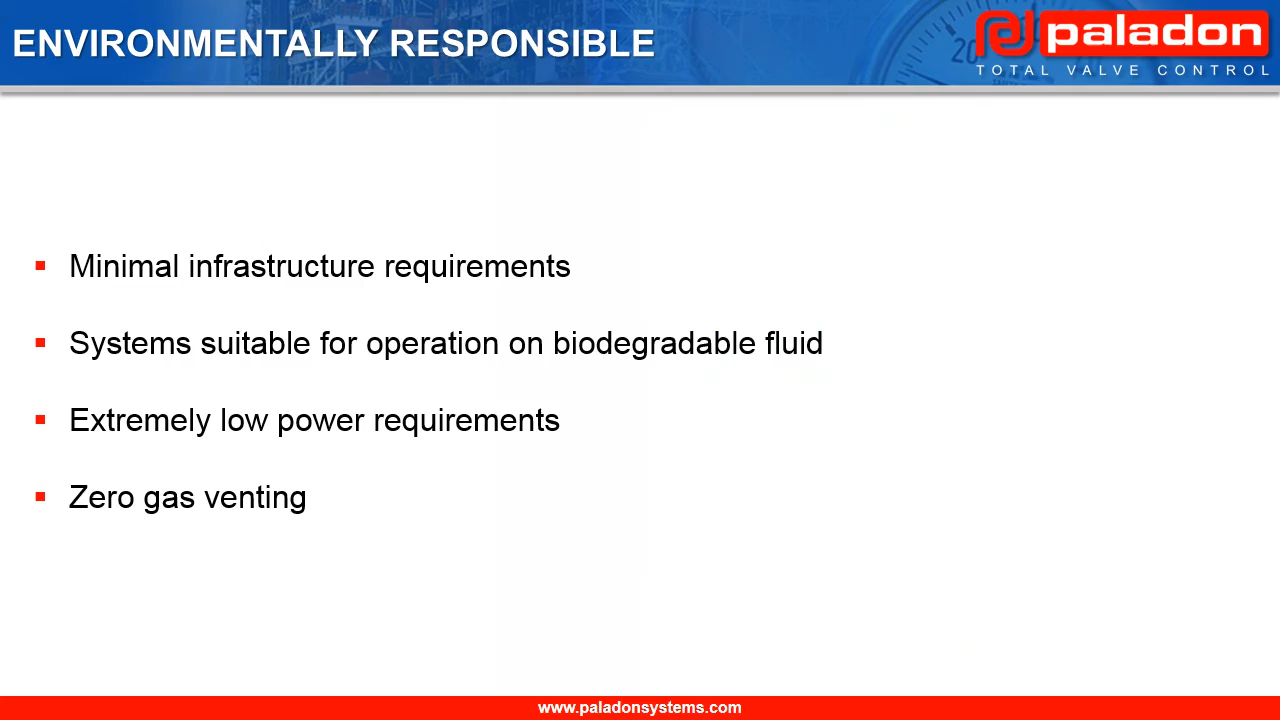 ENVIRONMENTALLY RESPONSIBLE
paladon
TOTAL VALVE CONTROL
Minimal infrastructure requirements
Systems suitable for operation on biodegradable fluid
Extremely low power requirements
Zero gas venting
www.paladonsystems.com